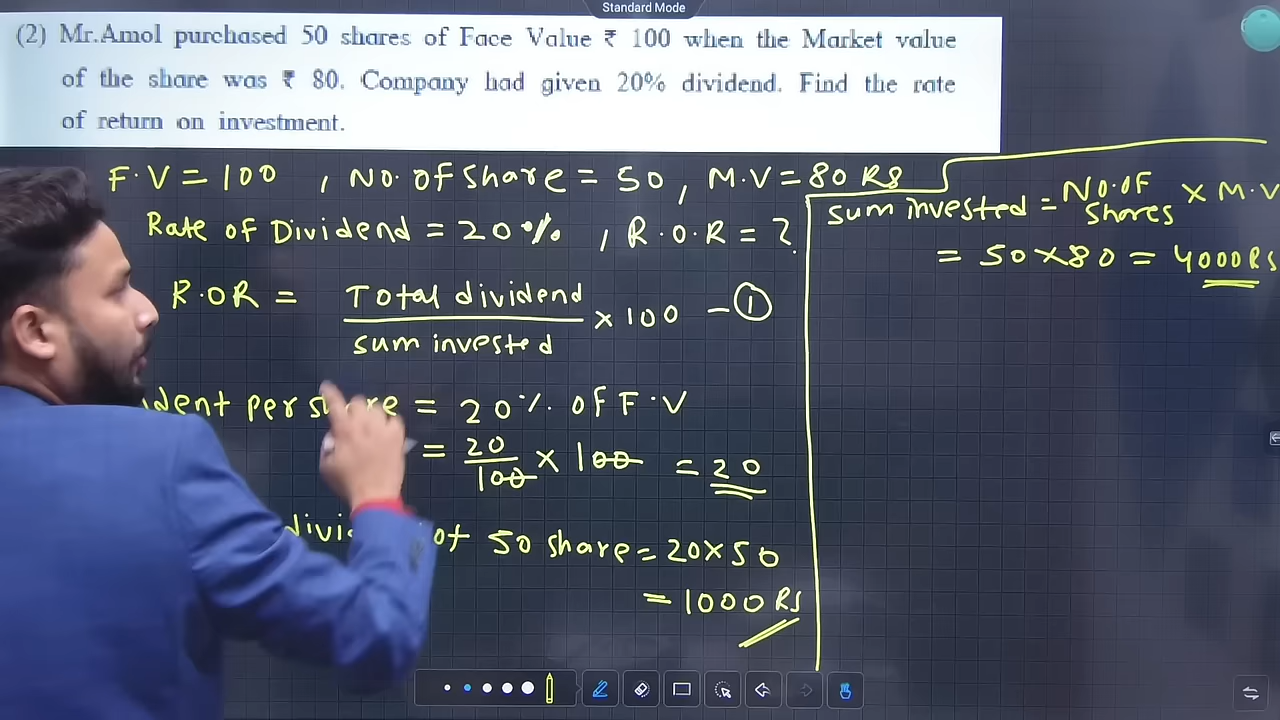 Standard Mode
(2) Mr.Amol purchased 50 shares of Face Value ₹ 100 when the Market value
of the share was ₹ 80. Company had given 20% dividend. Find the rate
of return on investment.
F.V = 100 , No. of Share = 50 , M.V = 80 RS
Rate of Dividend = 20% , R.O.R = ?
R.OR = Total dividend / sum invested × 100 - ①
dent per share = 20% of F.V
= 20/100 × 100 = 20
divi of 50 share = 20×50
= 1000 RS
sum invested = No.OF Shares × M.V
= 50×80 = 4000RS